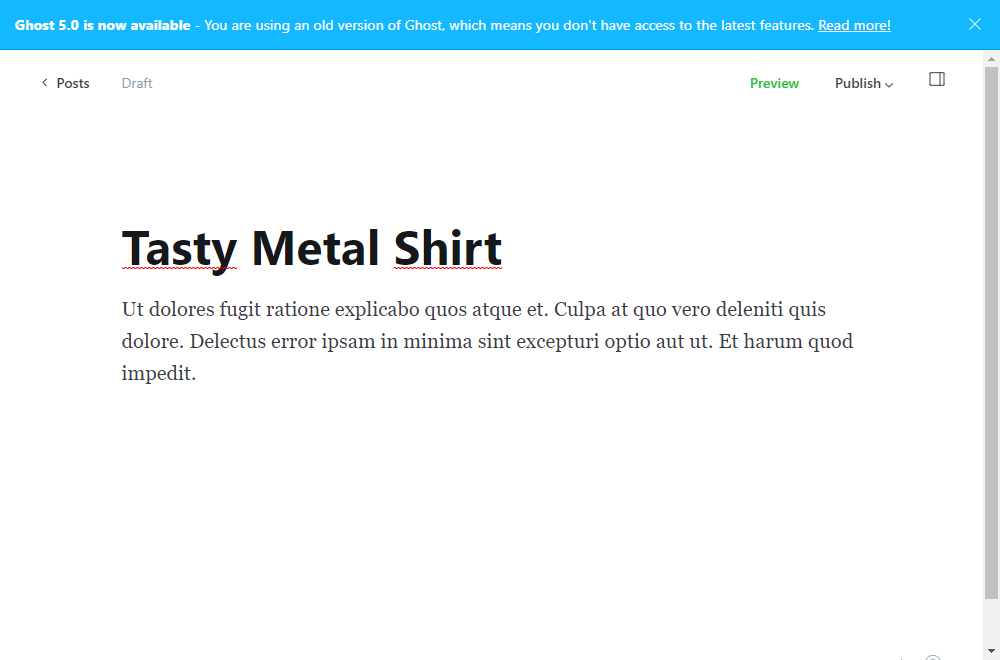 Ghost 5.0 is now available - You are using an old version of Ghost, which means you don't have access to the latest features. Read more!
Posts Draft Preview Publish
Tasty Metal Shirt
Ut dolores fugit ratione explicabo quos atque et. Culpa at quo vero deleniti quis
dolore. Delectus error ipsam in minima sint excepturi optio aut ut. Et harum quod
impedit.